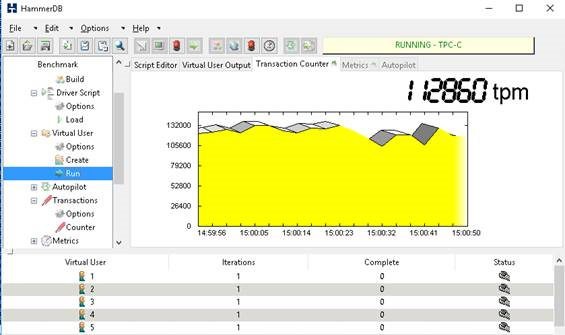 HammerDB
File Edit Options Help
RUNNING - TPC-C
Benchmark
Script Editor Virtual User Output Transaction Counter Metrics Autopilot
Build
Driver Script
Options
Load
Virtual User
Options
Create
Run
Autopilot
Transactions
Options
Counter
Metrics
112860 tpm
132000
105600
79200
52800
26400
0
14:59:56 15:00:05 15:00:14 15:00:23 15:00:32 15:00:41 15:00:50
Virtual User Iterations Complete Status
1 1 0
2 1 0
3 1 0
4 1 0
5 1 0